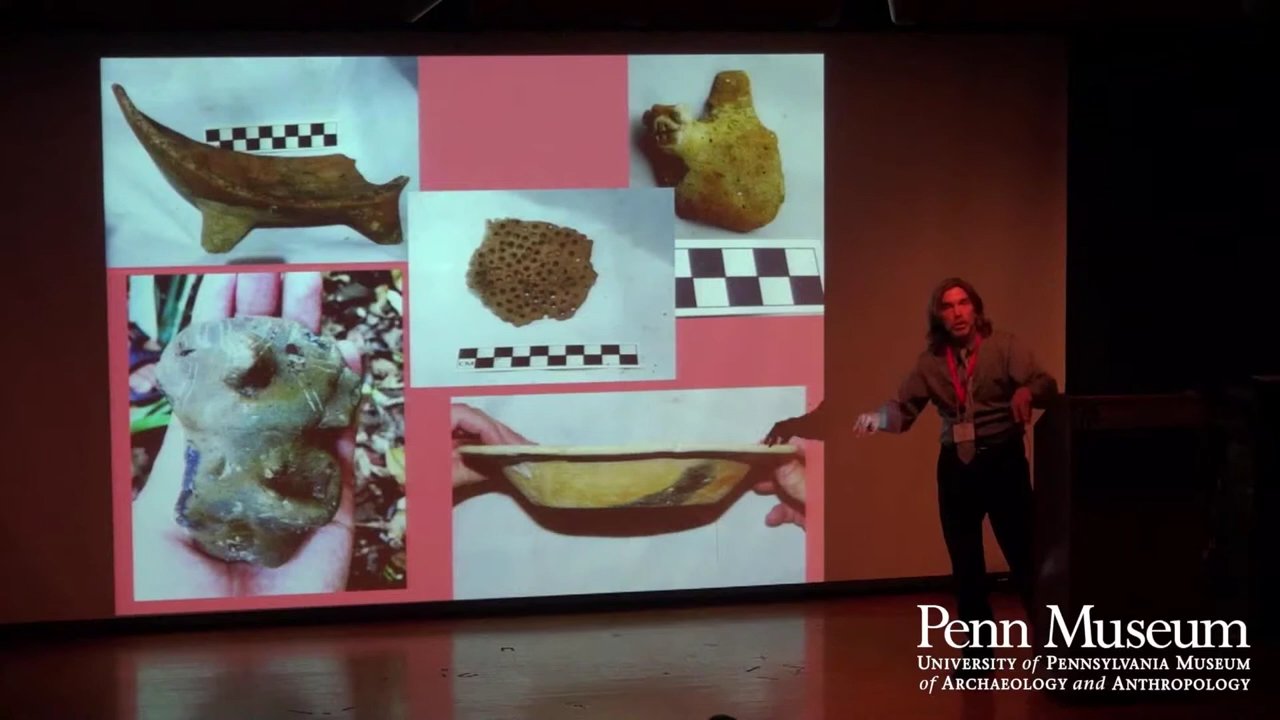 Penn Museum
UNIVERSITY of PENNSYLVANIA MUSEUM
of ARCHAEOLOGY and ANTHROPOLOGY